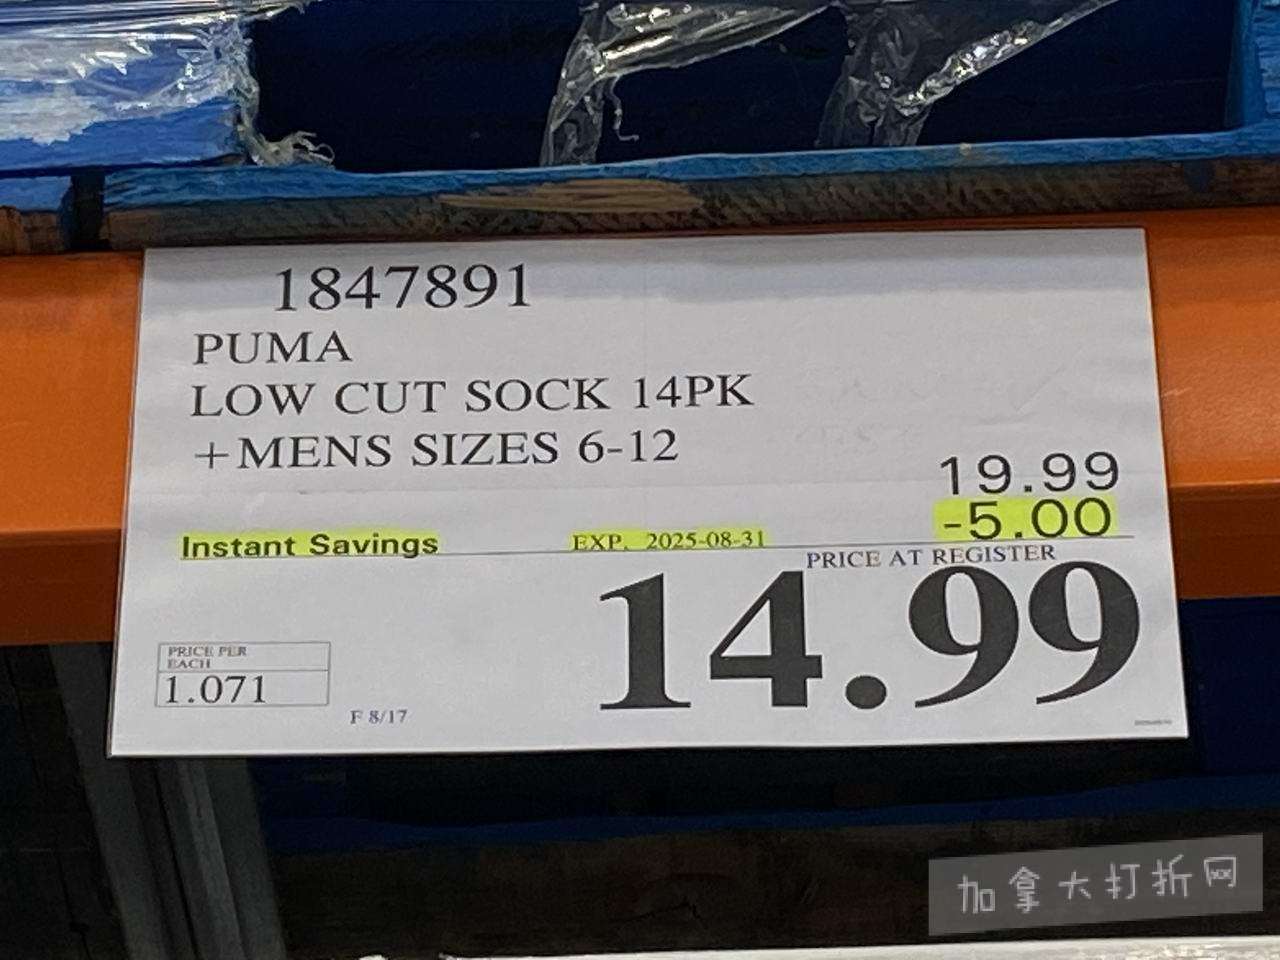 1847891
PUMA
LOW CUT SOCK 14PK
+MENS SIZES 6-12
19.99
-5.00
Instant Savings EXP. 2025-08-31
PRICE AT REGISTER
14.99
PRICE PER
EACH
1.071
F 8/17
加拿大打折网